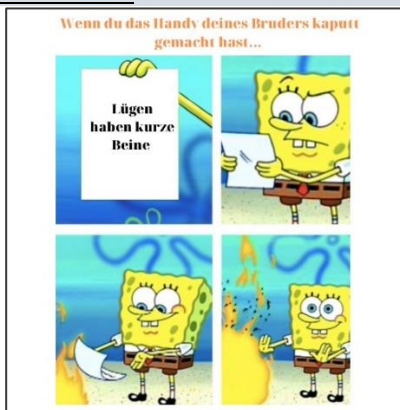 Wenn du das Handy deines Bruders kaputt
gemacht hast...
Lügen
haben kurze
Beine